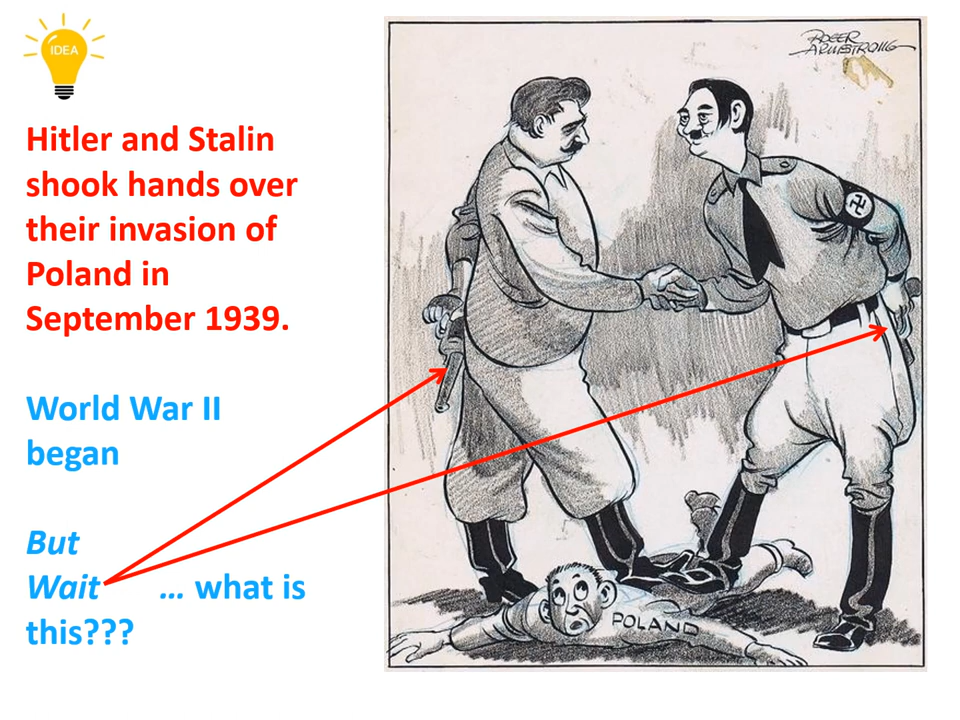 IDEA
Hitler and Stalin
shook hands over
their invasion of
Poland in
September 1939.
World War II
began
But
Wait … what is
this???
ROGER
ARMSTRONG
POLAND